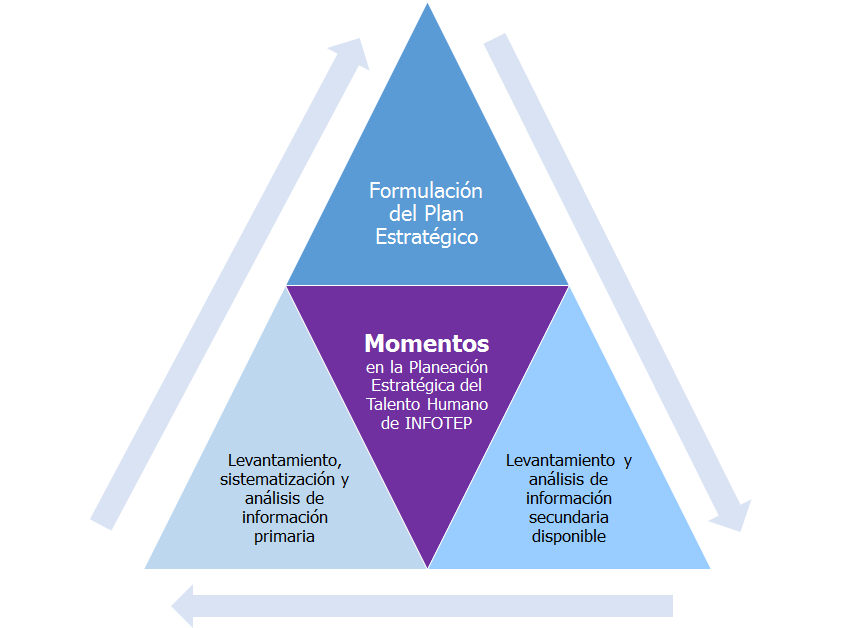 Formulación
del Plan
Estratégico
Momentos
en la Planeación
Estratégica del
Talento Humano
de INFOTEP
Levantamiento,
sistematización y
análisis de
información
primaria
Levantamiento y
análisis de
información
secundaria
disponible